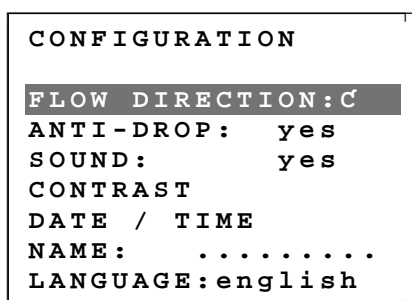 CONFIGURATION
FLOW DIRECTION:Ƈ
ANTI-DROP: yes
SOUND: yes
CONTRAST
DATE / TIME
NAME: .........
LANGUAGE:english